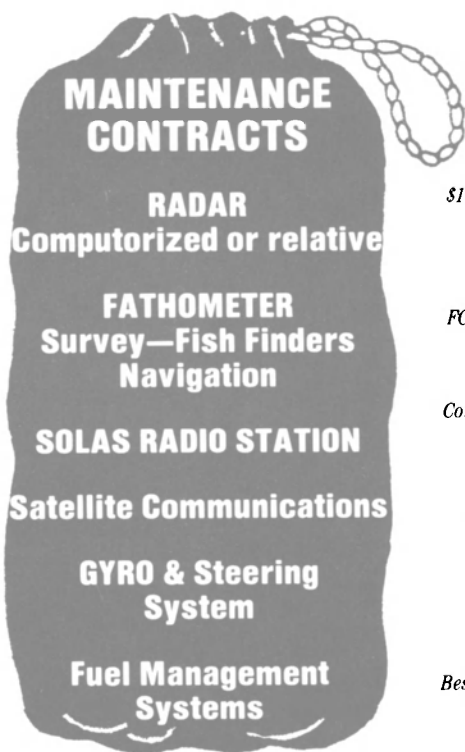 MAINTENANCE
CONTRACTS
RADAR
Computorized or relative
FATHOMETER
Survey—Fish Finders
Navigation
SOLAS RADIO STATION
Satellite Communications
GYRO & Steering
System
Fuel Management
Systems